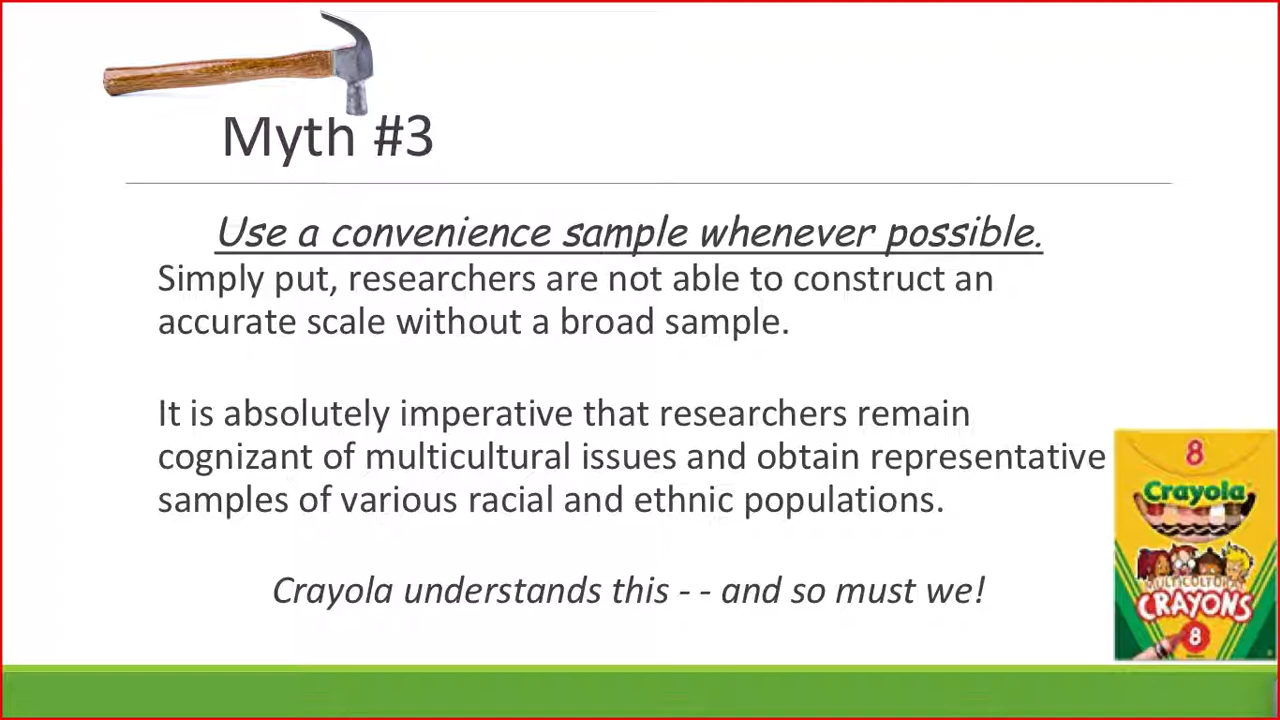 Myth #3
Use a convenience sample whenever possible.
Simply put, researchers are not able to construct an
accurate scale without a broad sample.
It is absolutely imperative that researchers remain
cognizant of multicultural issues and obtain representative
samples of various racial and ethnic populations.
Crayola understands this - - and so must we!
8
Crayola
MULTICULTURAL
CRAYONS
8